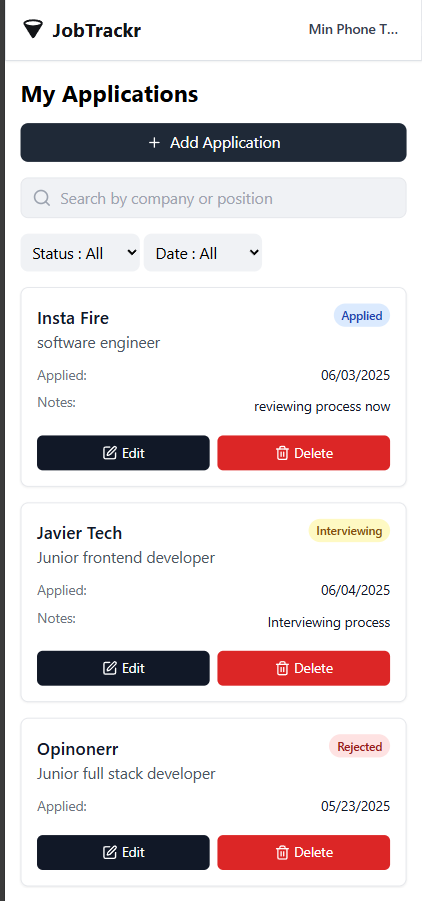 JobTrackr
Min Phone T...
My Applications
+ Add Application
Search by company or position
Status : All
Date : All
Insta Fire
Applied
software engineer
Applied:
06/03/2025
Notes:
reviewing process now
Edit
Delete
Javier Tech
Interviewing
Junior frontend developer
Applied:
06/04/2025
Notes:
Interviewing process
Edit
Delete
Opinonerr
Rejected
Junior full stack developer
Applied:
05/23/2025
Edit
Delete